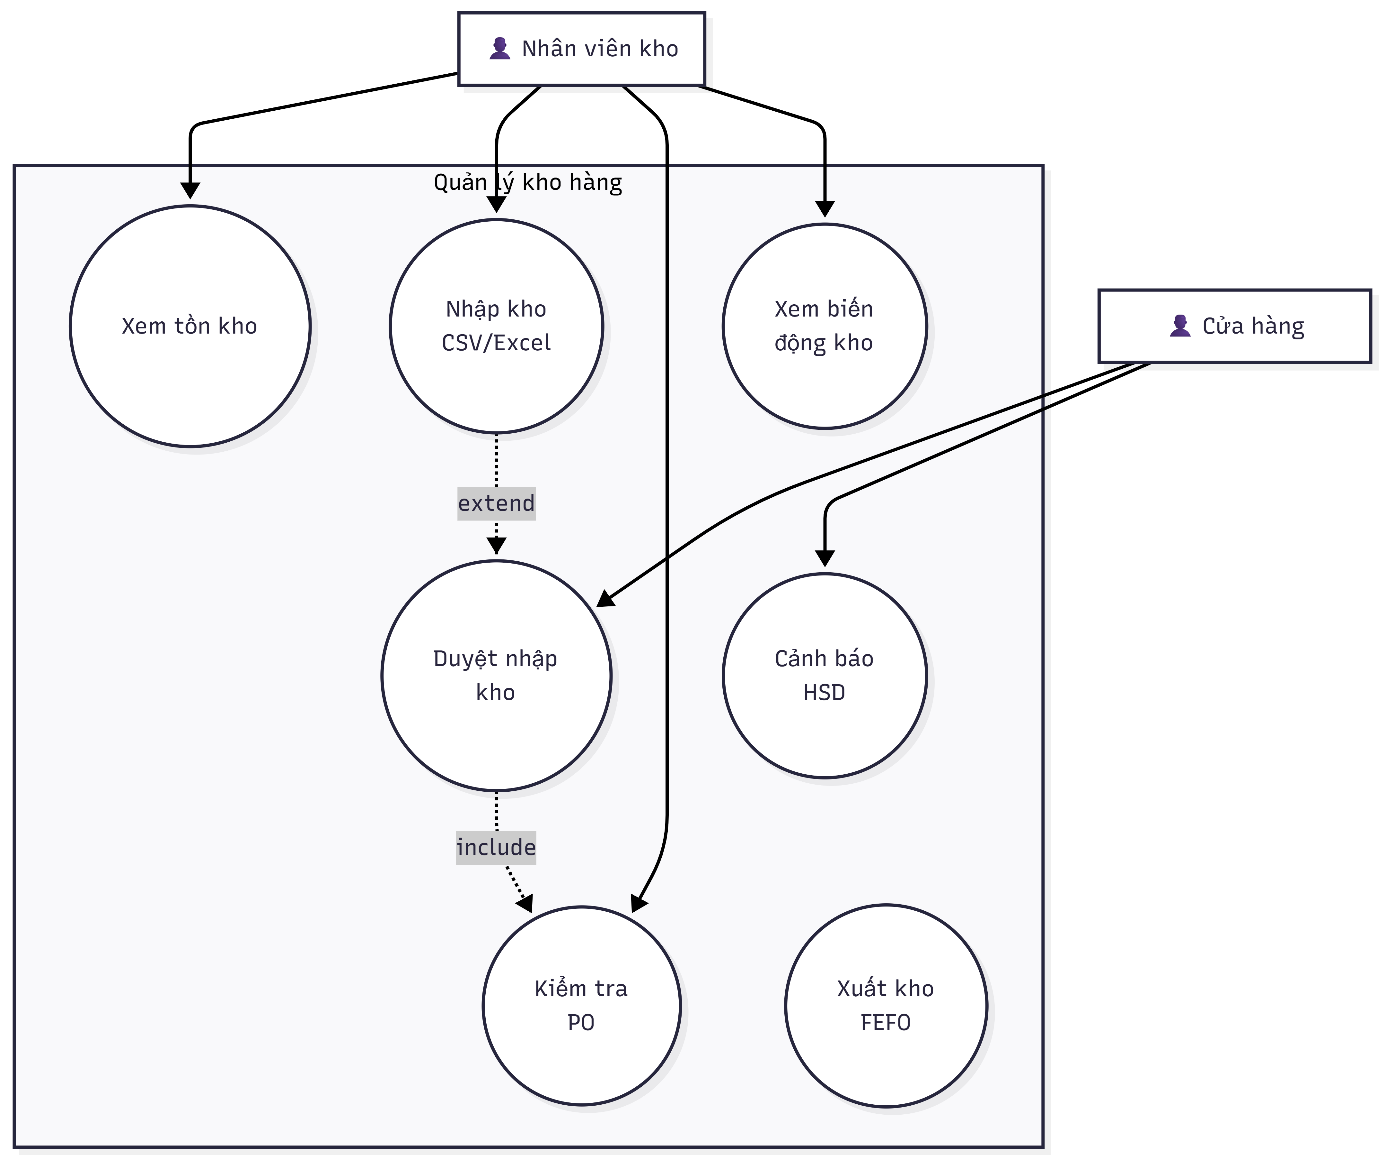 👤 Nhân viên kho
Quản lý kho hàng
Xem tồn kho
Nhập kho
CSV/Excel
Xem biến
động kho
👤 Cửa hàng
extend
Duyệt nhập
kho
Cảnh báo
HSD
include
Kiểm tra
PO
Xuất kho
FEFO